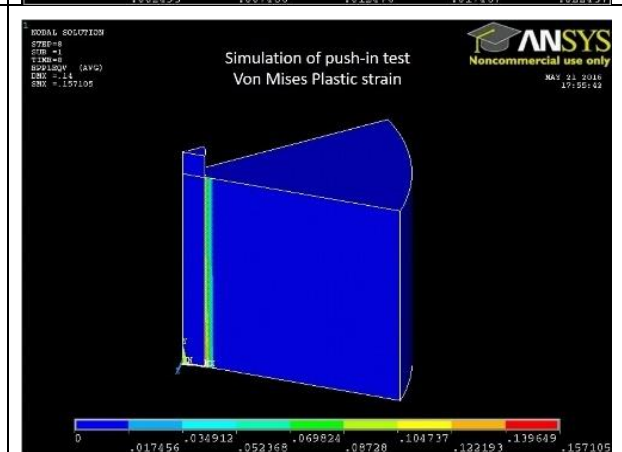 1
NODAL SOLUTION
STEP=8
SUB =1
TIME=8
EPPLEQV (AVG)
DMX =.14
SMX =.157105
Simulation of push-in test
Von Mises Plastic strain
ANSYS
Noncommercial use only
MAY 21 2016
17:55:42
Y
X
MX
0
.017456
.034912
.052368
.069824
.08728
.104737
.122193
.139649
.157105